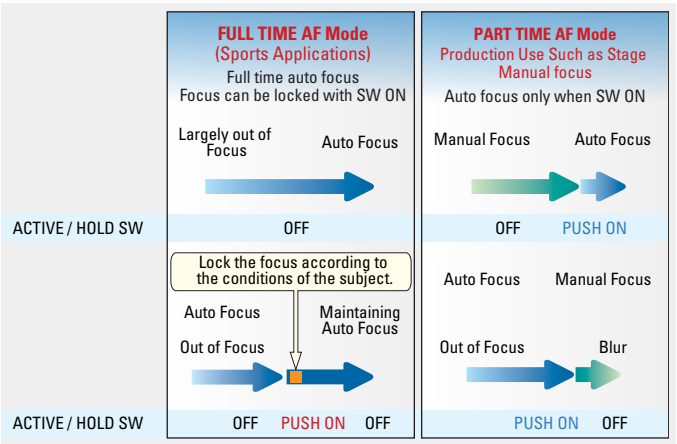 FULL TIME AF Mode
(Sports Applications)
Full time auto focus
Focus can be locked with SW ON
PART TIME AF Mode
Production Use Such as Stage
Manual focus
Auto focus only when SW ON
Largely out of
Focus
Auto Focus
Manual Focus
Auto Focus
ACTIVE / HOLD SW
OFF
OFF
PUSH ON
Lock the focus according to
the conditions of the subject.
Auto Focus
Maintaining
Auto Focus
Out of Focus
Auto Focus
Manual Focus
Out of Focus
Blur
ACTIVE / HOLD SW
OFF
PUSH ON
OFF
PUSH ON
OFF